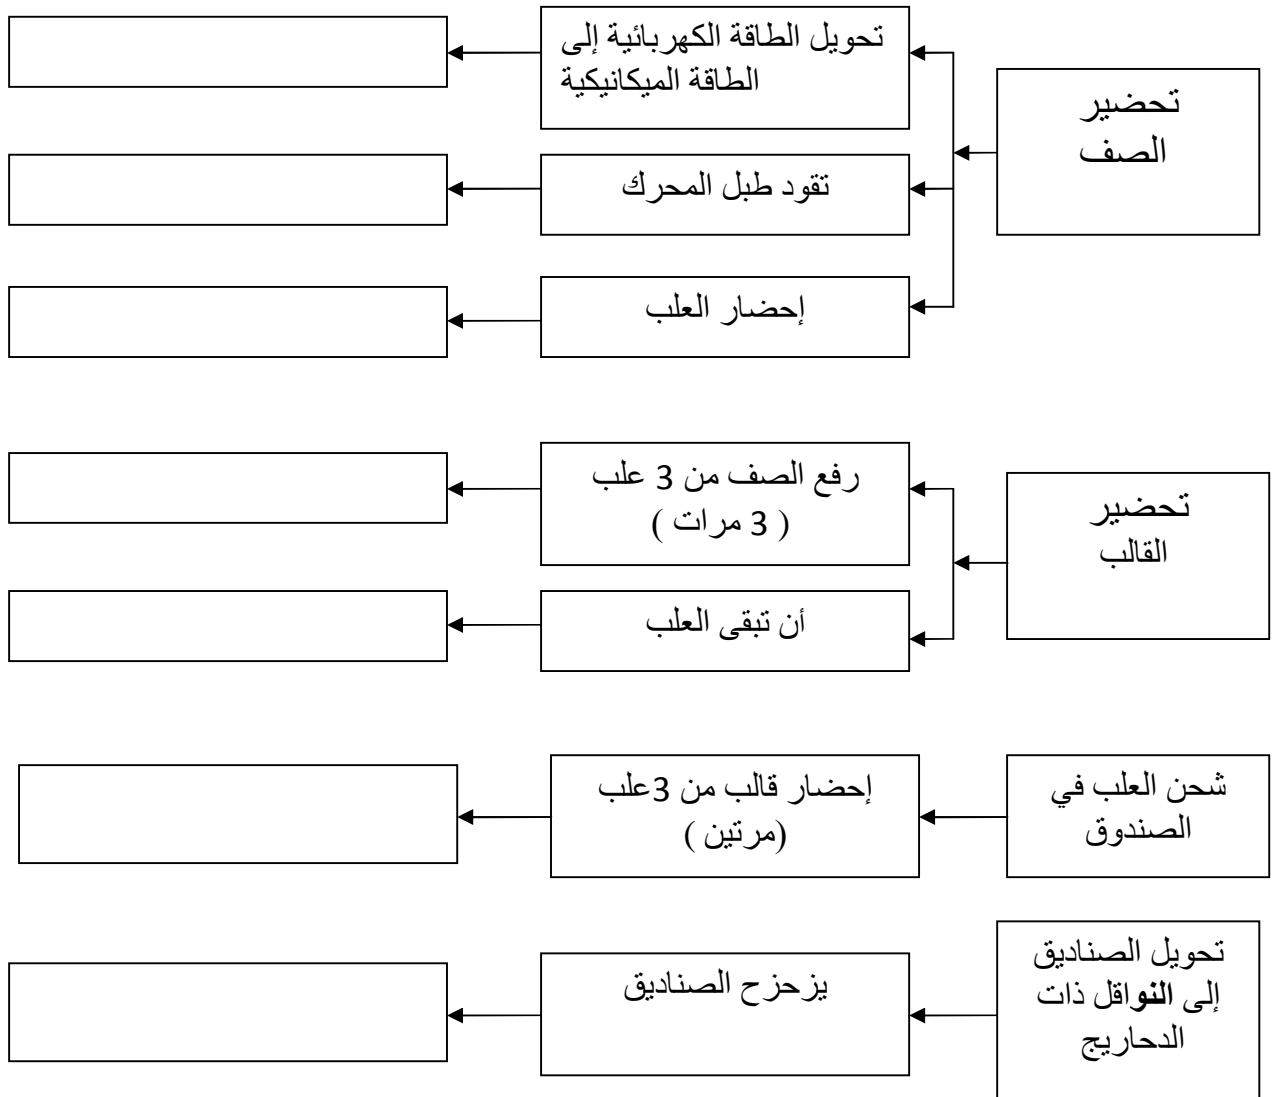 تحضير
الصف
تحويل الطاقة الكهربائية إلى
الطاقة الميكانيكية
تقود طبل المحرك
إحضار العلب
تحضير
القالب
رفع الصف من 3 علب
( 3 مرات )
أن تبقى العلب
شحن العلب في
الصندوق
إحضار قالب من 3علب
(مرتين )
تحويل الصناديق
إلى النواقل ذات
الدحاريج
يزحزح الصناديق